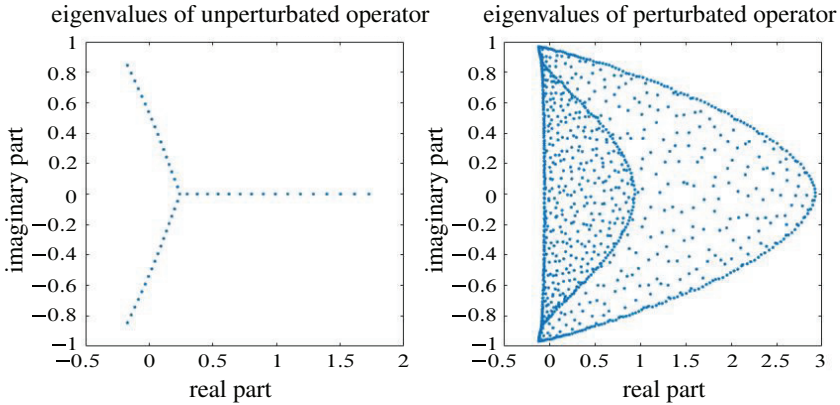 eigenvalues of unperturbated operator
imaginary part
1
0.8
0.6
0.4
0.2
0
−0.2
−0.4
−0.6
−0.8
−1
−0.5 0 0.5 1.0 1.5 2
real part
eigenvalues of perturbated operator
imaginary part
1
0.8
0.6
0.4
0.2
0
−0.2
−0.4
−0.6
−0.8
−1
−0.5 0 0.5 1.0 1.5 2 2.5 3
real part